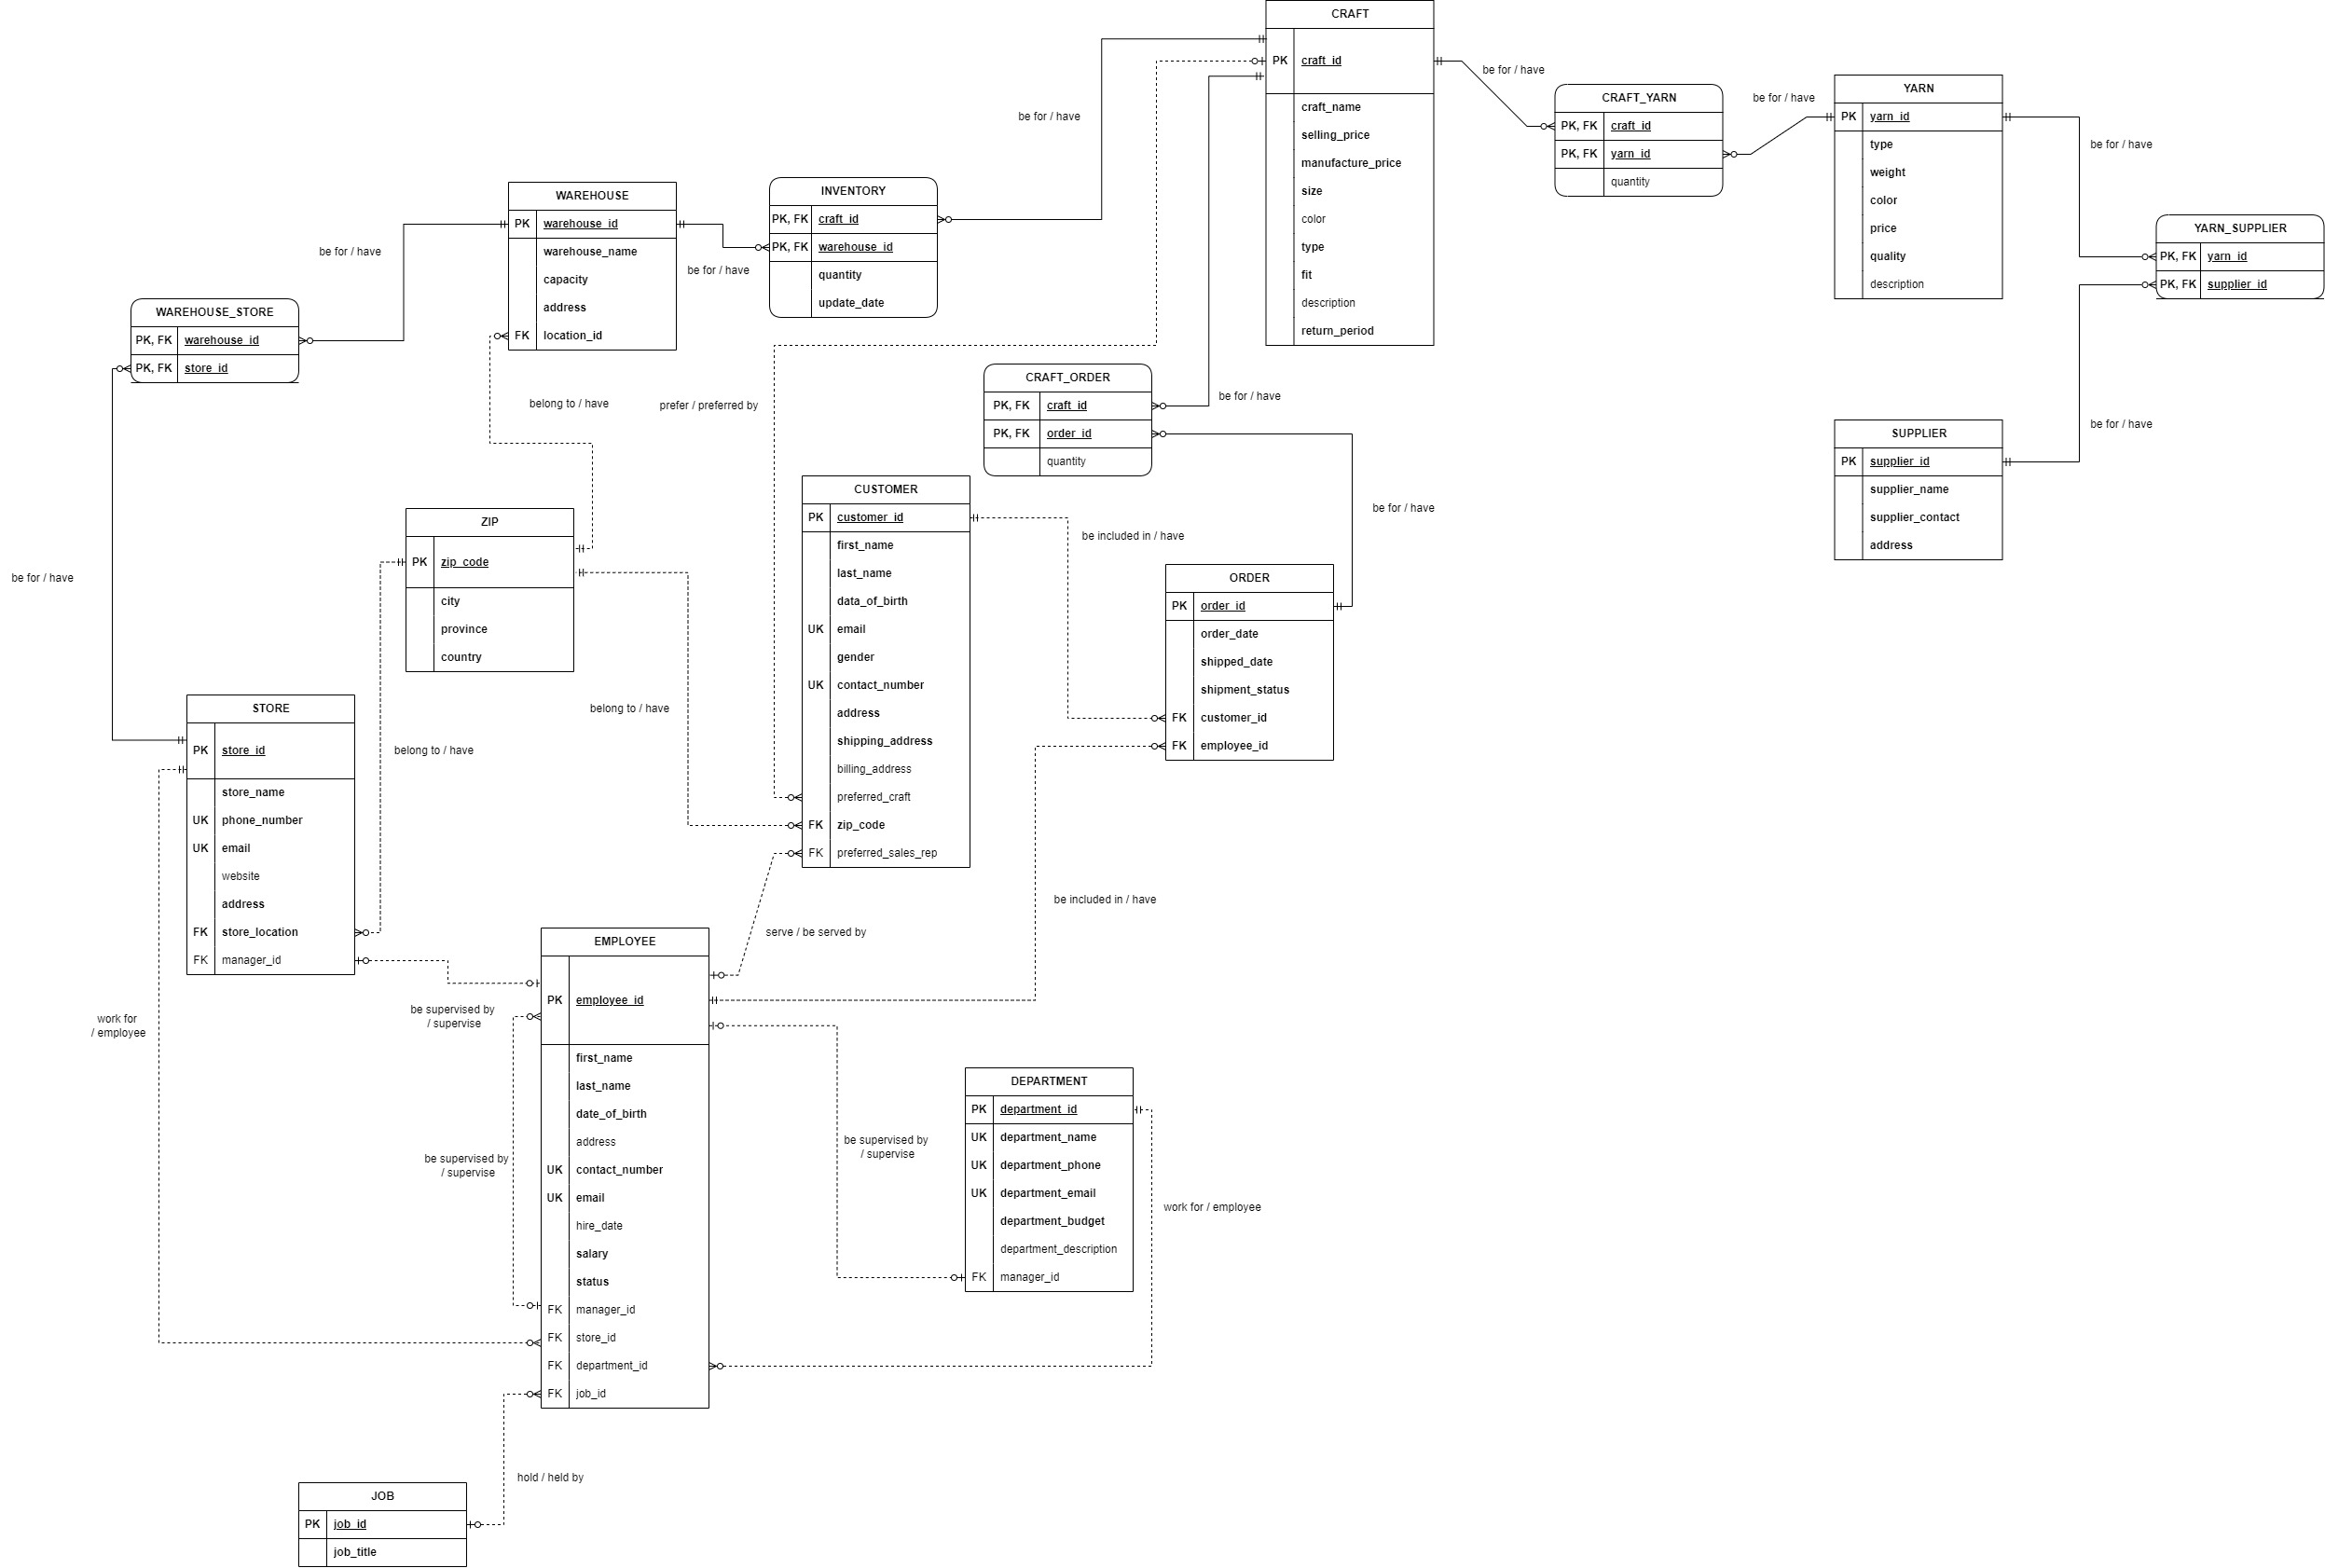 CRAFT
PK craft_id
craft_name
selling_price
manufacture_price
size
color
type
fit
description
return_period
be for / have
CRAFT_YARN
PK, FK craft_id
PK, FK yarn_id
quantity
be for / have
YARN
PK yarn_id
type
weight
color
price
quality
description
be for / have
YARN_SUPPLIER
PK, FK yarn_id
PK, FK supplier_id
be for / have
SUPPLIER
PK supplier_id
supplier_name
supplier_contact
address
be for / have
INVENTORY
PK, FK craft_id
PK, FK warehouse_id
quantity
update_date
be for / have
WAREHOUSE
PK warehouse_id
warehouse_name
capacity
address
FK location_id
be for / have
WAREHOUSE_STORE
PK, FK warehouse_id
PK, FK store_id
be for / have
belong to / have
prefer / preferred by
CRAFT_ORDER
PK, FK craft_id
PK, FK order_id
quantity
be for / have
be for / have
ZIP
PK zip_code
city
province
country
belong to / have
belong to / have
CUSTOMER
PK customer_id
first_name
last_name
data_of_birth
UK email
gender
UK contact_number
address
shipping_address
billing_address
preferred_craft
FK zip_code
FK preferred_sales_rep
be included in / have
ORDER
PK order_id
order_date
shipped_date
shipment_status
FK customer_id
FK employee_id
be included in / have
STORE
PK store_id
store_name
UK phone_number
UK email
website
address
FK store_location
FK manager_id
work for
/ employee
be supervised by
/ supervise
serve / be served by
EMPLOYEE
PK employee_id
first_name
last_name
date_of_birth
address
UK contact_number
UK email
hire_date
salary
status
FK manager_id
FK store_id
FK department_id
FK job_id
be supervised by
/ supervise
be supervised by
/ supervise
DEPARTMENT
PK department_id
UK department_name
UK department_phone
UK department_email
department_budget
department_description
FK manager_id
work for / employee
hold / held by
JOB
PK job_id
job_title